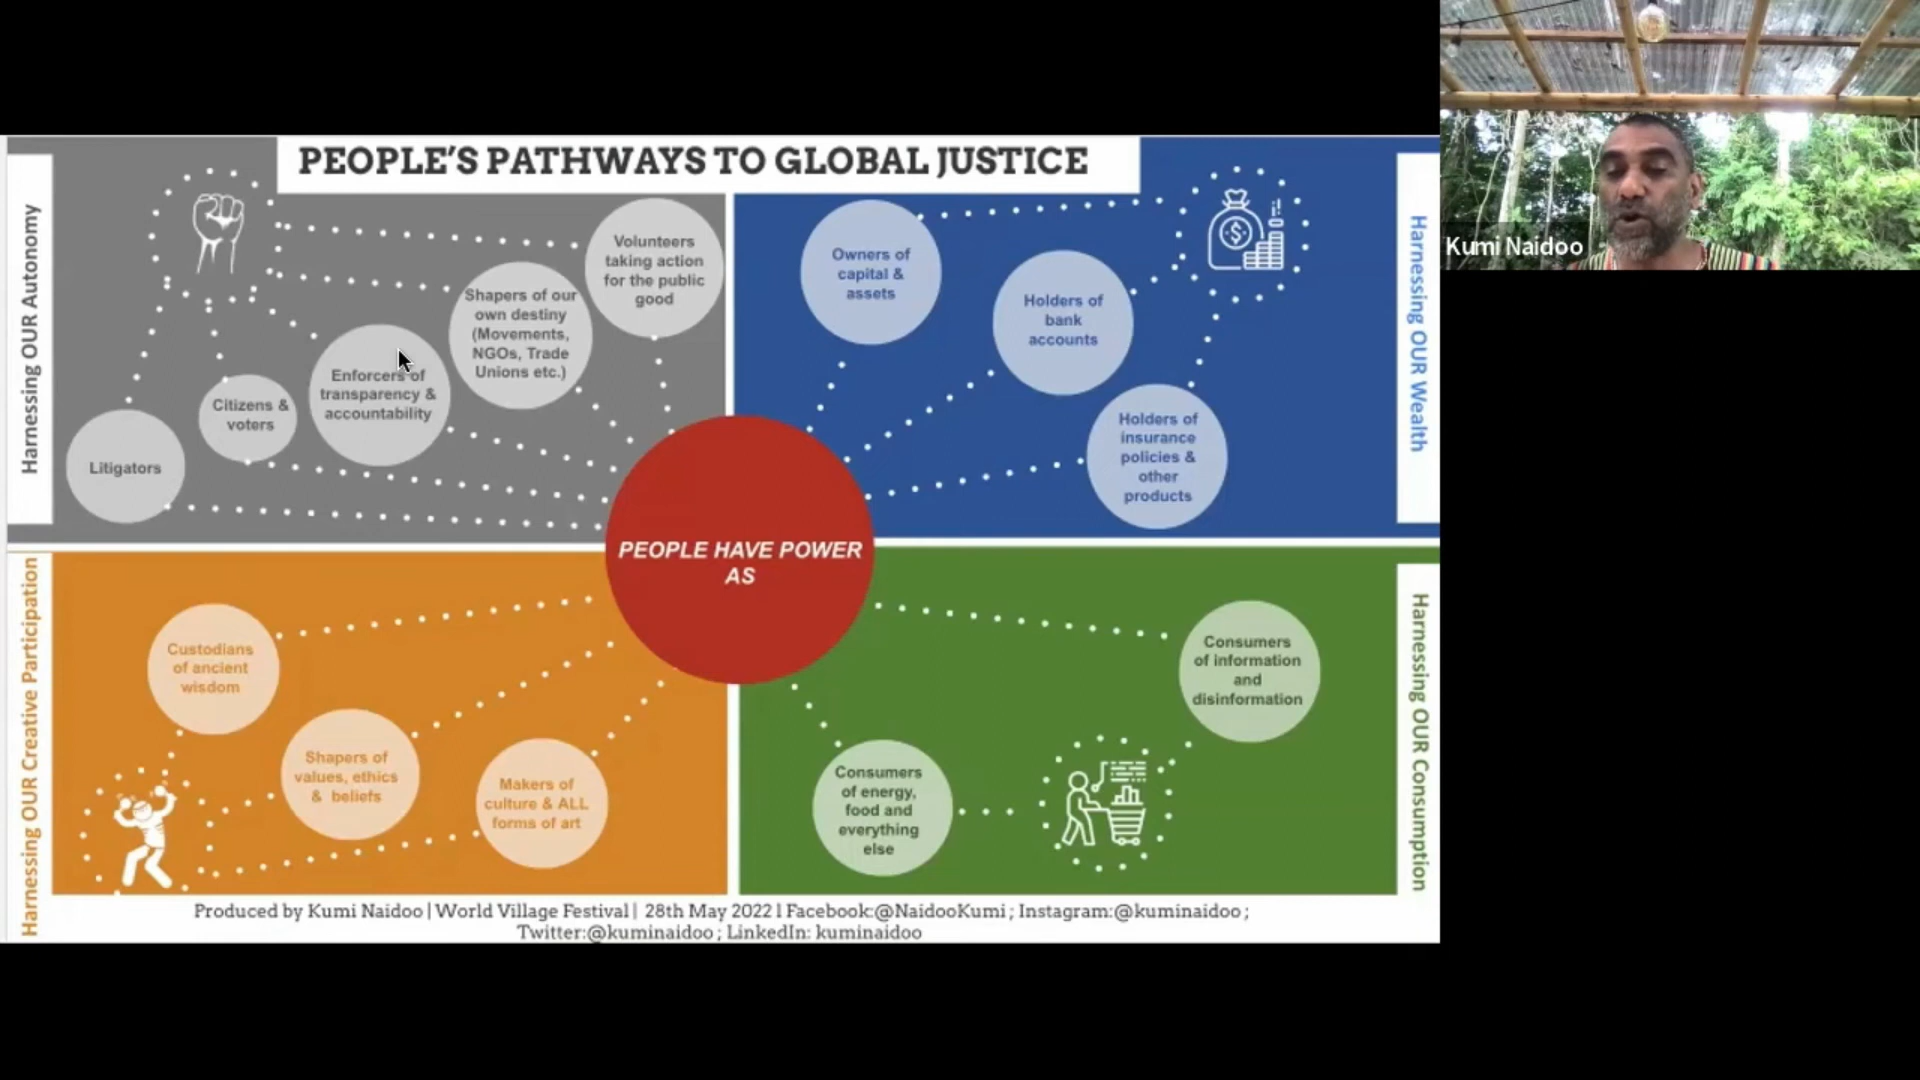 PEOPLE'S PATHWAYS TO GLOBAL JUSTICE
Harnessing OUR Autonomy
Volunteers
taking action
for the public
good
Shapers of our
own destiny
(Movements,
NGOs, Trade
Unions etc.)
Enforcers of
transparency &
accountability
Citizens &
voters
Litigators
Owners of
capital &
assets
Holders of
bank
accounts
Holders of
insurance
policies &
other
products
Harnessing OUR Wealth
PEOPLE HAVE POWER
AS
Harnessing OUR Creative Participation
Custodians
of ancient
wisdom
Shapers of
values, ethics
& beliefs
Makers of
culture & ALL
forms of art
Consumers
of information
and
disinformation
Consumers
of energy,
food and
everything
else
Harnessing OUR Consumption
Produced by Kumi Naidoo | World Village Festival | 28th May 2022 l Facebook:@NaidooKumi ; Instagram:@kuminaidoo ;
Twitter:@kuminaidoo ; LinkedIn: kuminaidoo
Kumi Naidoo